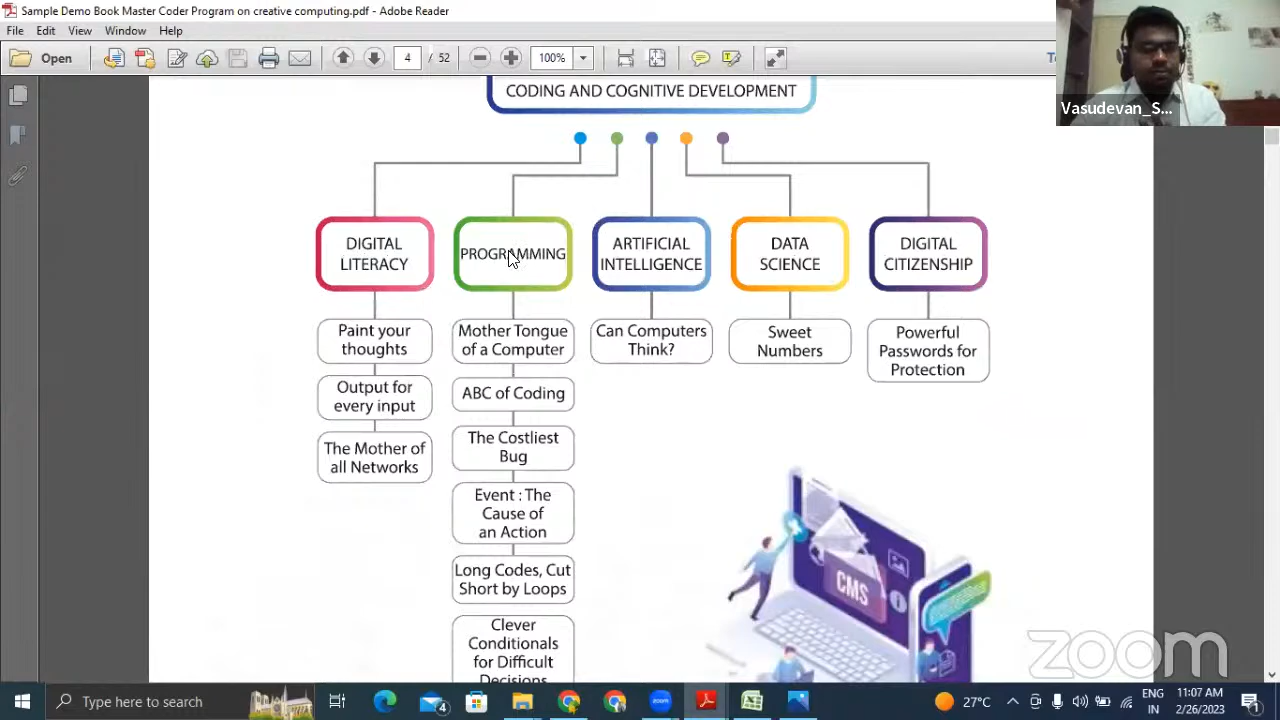 Sample Demo Book Master Coder Program on creative computing.pdf - Adobe Reader
File Edit View Window Help
Open
4 / 52
100%
Vasudevan_S...
CODING AND COGNITIVE DEVELOPMENT
DIGITAL
LITERACY
Paint your
thoughts
Output for
every input
The Mother of
all Networks
PROGRAMMING
Mother Tongue
of a Computer
ABC of Coding
The Costliest
Bug
Event : The
Cause of
an Action
Long Codes, Cut
Short by Loops
Clever
Conditionals
for Difficult
Decisions
ARTIFICIAL
INTELLIGENCE
Can Computers
Think?
DATA
SCIENCE
Sweet
Numbers
DIGITAL
CITIZENSHIP
Powerful
Passwords for
Protection
CMS
zoom
Type here to search
4
zoom
27°C
ENG
IN
11:07 AM
2/26/2023
1